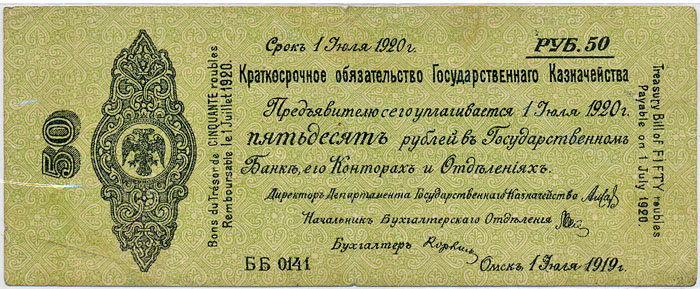 50
Bons du Trésor de CINQUANTE roubles
Remboursable le 1 Juillet 1920.
Срокъ 1 Юля 1920 г.
РУБ. 50
Краткосрочное обязательство Государственнаго Казначейства
Предъявителю сего уплачивается 1 Юля 1920 г.
пятьдесятъ рублей въ Государственномъ
Банкѣ, его Конторахъ и Отдѣленіяхъ.
Директоръ Департамента Государственнаго Казначейства
Начальникъ Бухгалтерскаго Отдѣленія
Бухгалтеръ
ББ 0141
Омскъ 1 Юля 1919 г.
Treasury Bill of FIFTY roubles
Payable on 1 July 1920.